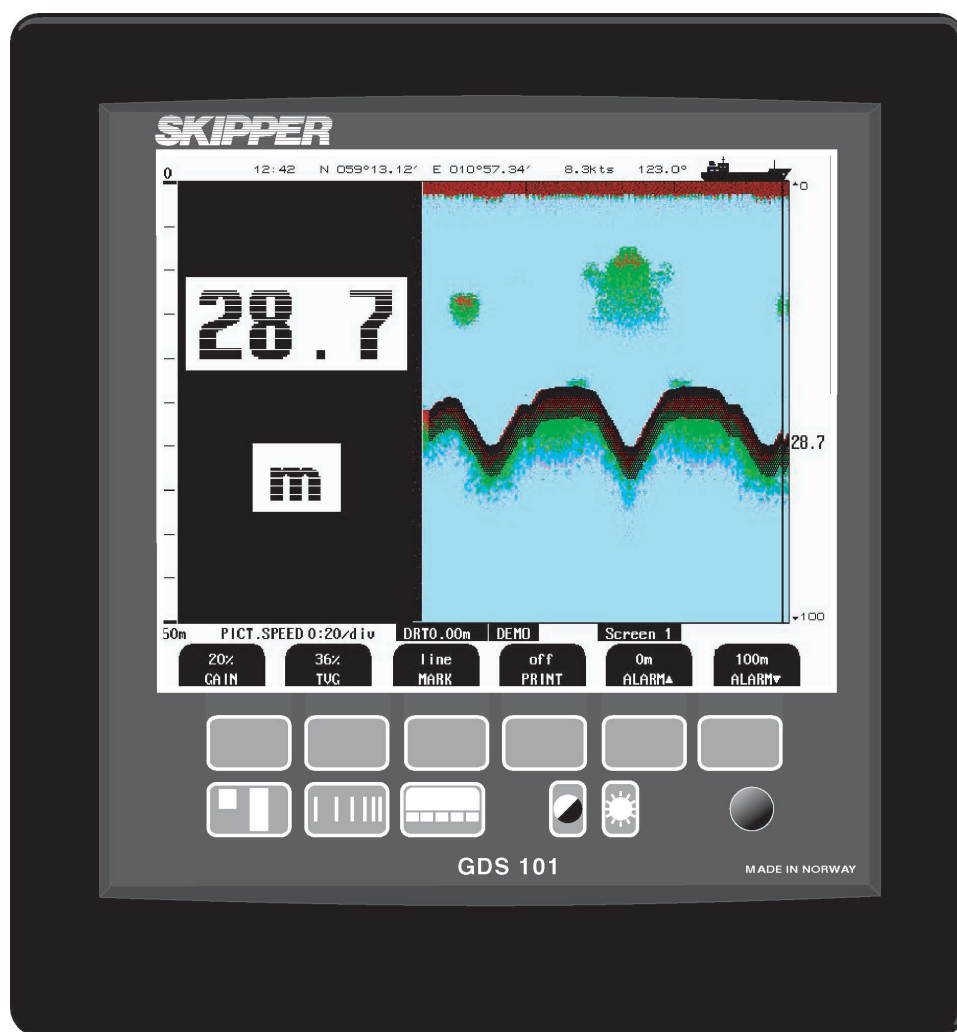 SKIPPER
0 12:42 N 059°13.12' E 010°57.34' 8.3kts 123.0°
▲0
28.7
m
28.7
▼100
50m PICT.SPEED 0:20/div DRT0.00m DEMO Screen 1
20% 36% line off 0m 100m
GAIN TVG MARK PRINT ALARM▲ ALARM▼
GDS 101
MADE IN NORWAY